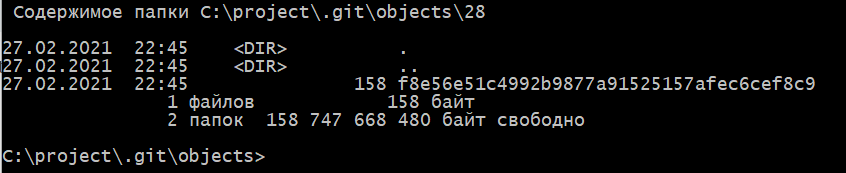 Содержимое папки C:\project\.git\objects\28
27.02.2021 22:45 <DIR> .
27.02.2021 22:45 <DIR> ..
27.02.2021 22:45 158 f8e56e51c4992b9877a91525157afec6cef8c9
1 файлов 158 байт
2 папок 158 747 668 480 байт свободно
C:\project\.git\objects>